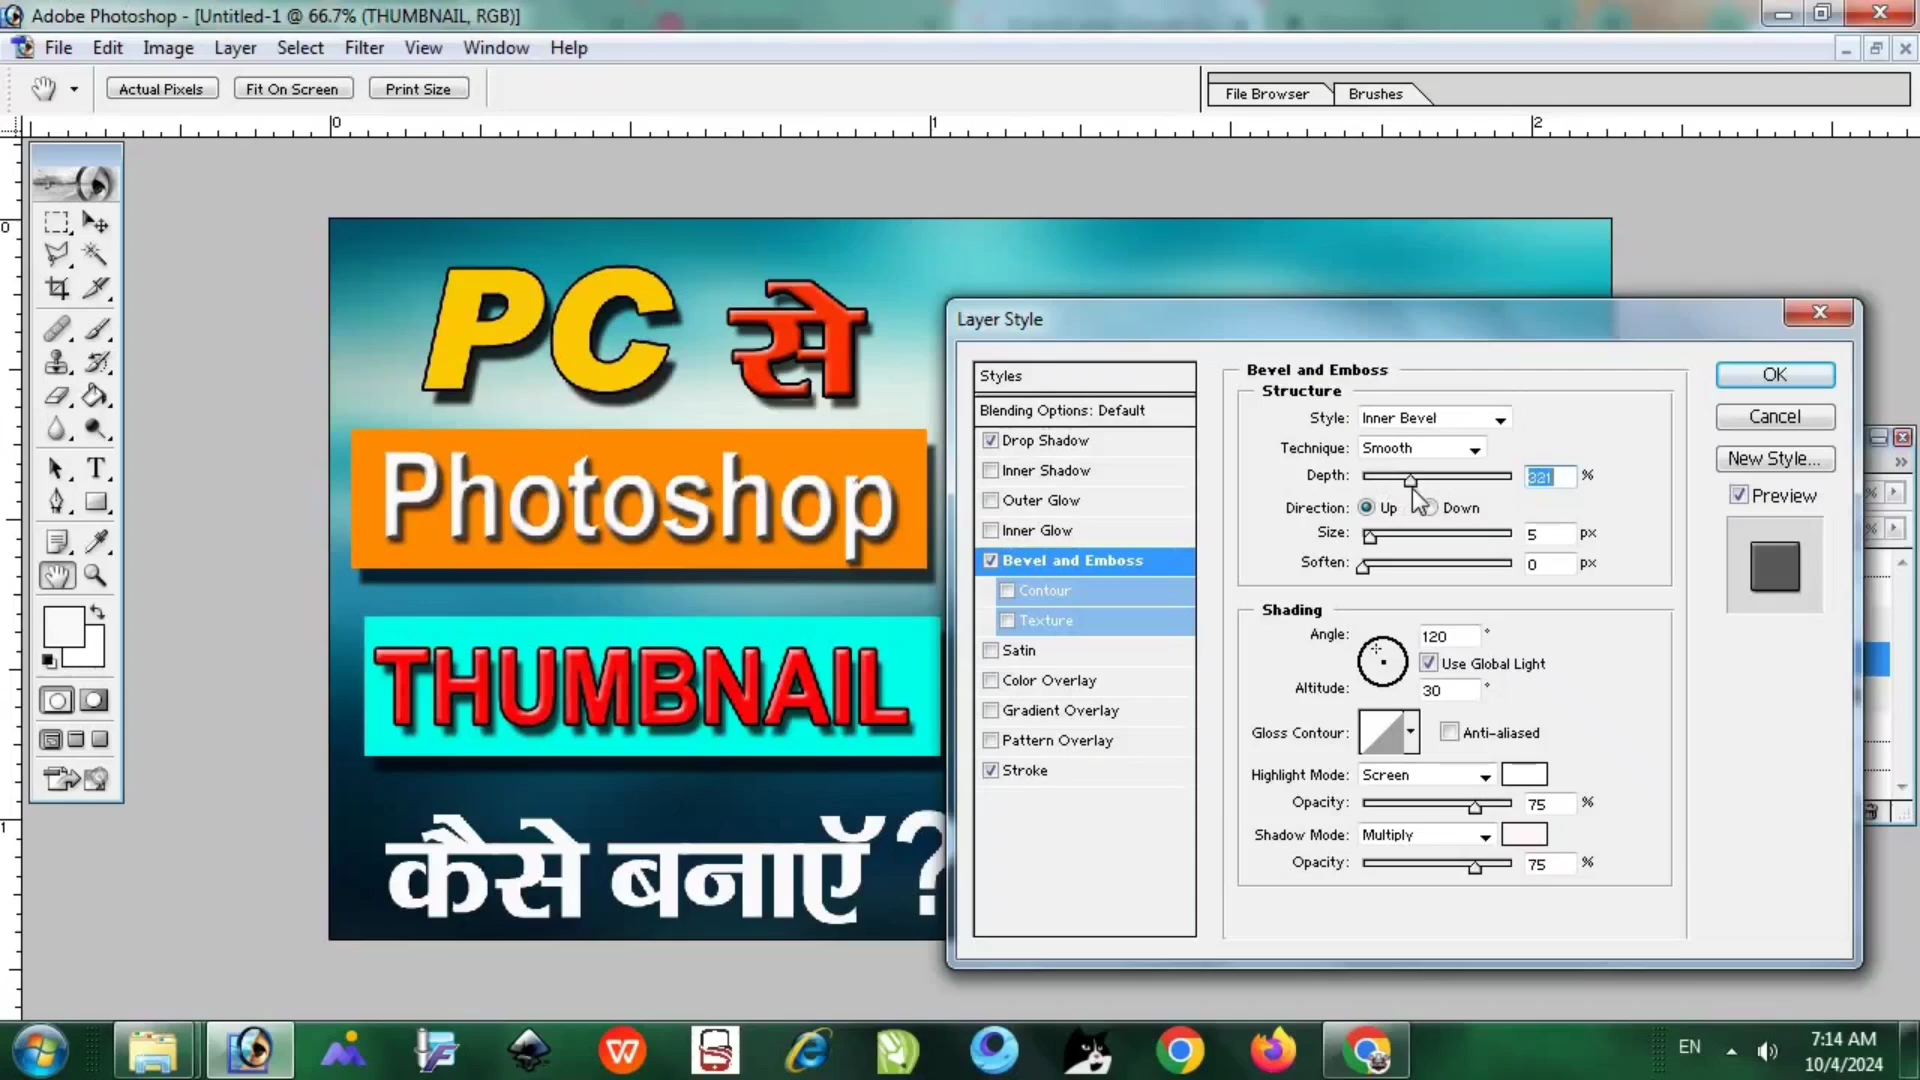 Adobe Photoshop - [Untitled-1 @ 66.7% (THUMBNAIL, RGB)]
File Edit Image Layer Select Filter View Window Help
Actual Pixels Fit On Screen Print Size File Browser Brushes
0 1 2
0
PC से
Photoshop
THUMBNAIL
कैसे बनाएँ ?
1
Layer Style
Styles
Blending Options: Default
Drop Shadow
Inner Shadow
Outer Glow
Inner Glow
Bevel and Emboss
Contour
Texture
Satin
Color Overlay
Gradient Overlay
Pattern Overlay
Stroke
Bevel and Emboss
Structure
Style: Inner Bevel
Technique: Smooth
Depth: 321 %
Direction: Up Down
Size: 5 px
Soften: 0 px
Shading
Angle: 120 °
Use Global Light
Altitude: 30 °
Gloss Contour: Anti-aliased
Highlight Mode: Screen
Opacity: 75 %
Shadow Mode: Multiply
Opacity: 75 %
OK
Cancel
New Style...
Preview
%
%
EN
7:14 AM
10/4/2024